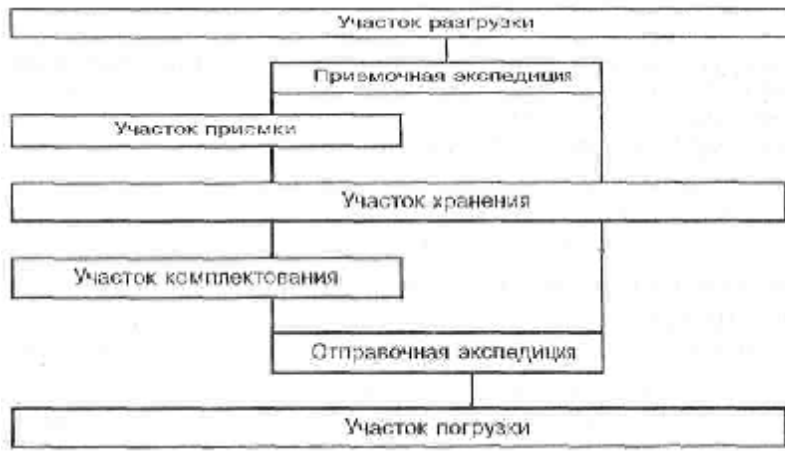 Участок разгрузки
Приемочная экспедиция
Участок приемки
Участок хранения
Участок комплектования
Отправочная экспедиция
Участок погрузки